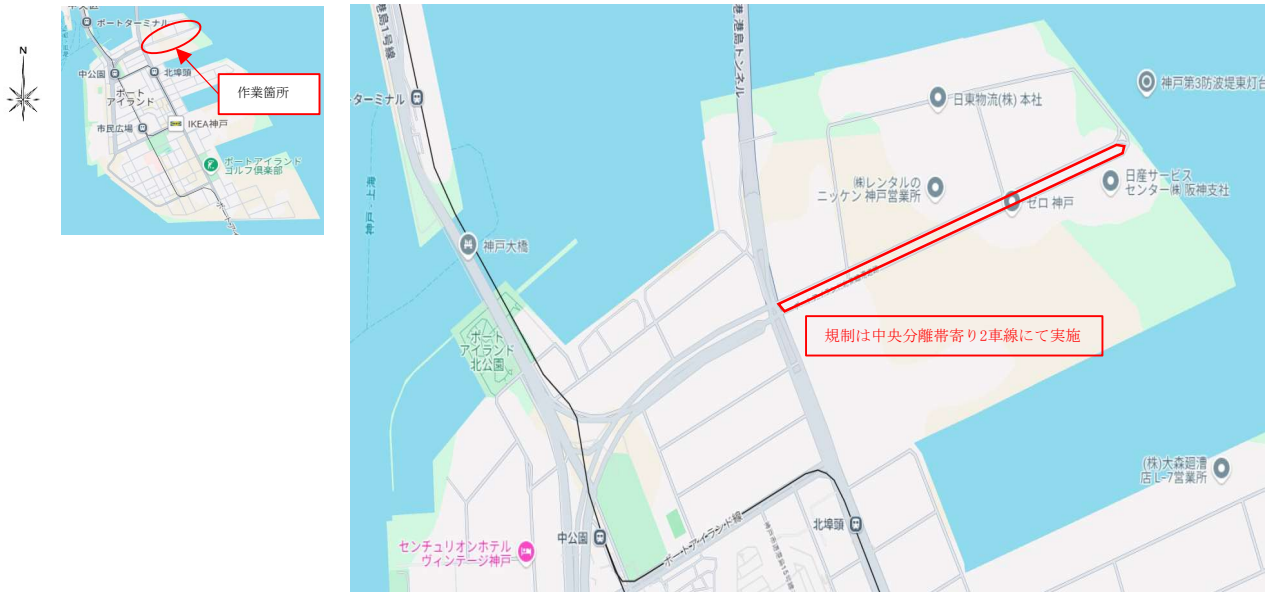 N
ポートターミナル
中公園
北埠頭
ポート
アイランド
市民広場
IKEA神戸
ポートアイランド
ゴルフ倶楽部
作業箇所
港島1号線
港島トンネル
ターミナル
日東物流(株) 本社
神戸第3防波堤東灯台
㈱レンタルの
ニッケン 神戸営業所
ゼロ 神戸
日産サービス
センター㈱ 阪神支社
神戸大橋
規制は中央分離帯寄り2車線にて実施
ポート
アイランド
北公園
(株)大森廻漕
店 L-7営業所
北埠頭
中公園
ポートアイランド線
センチュリオンホテル
ヴィンテージ神戸